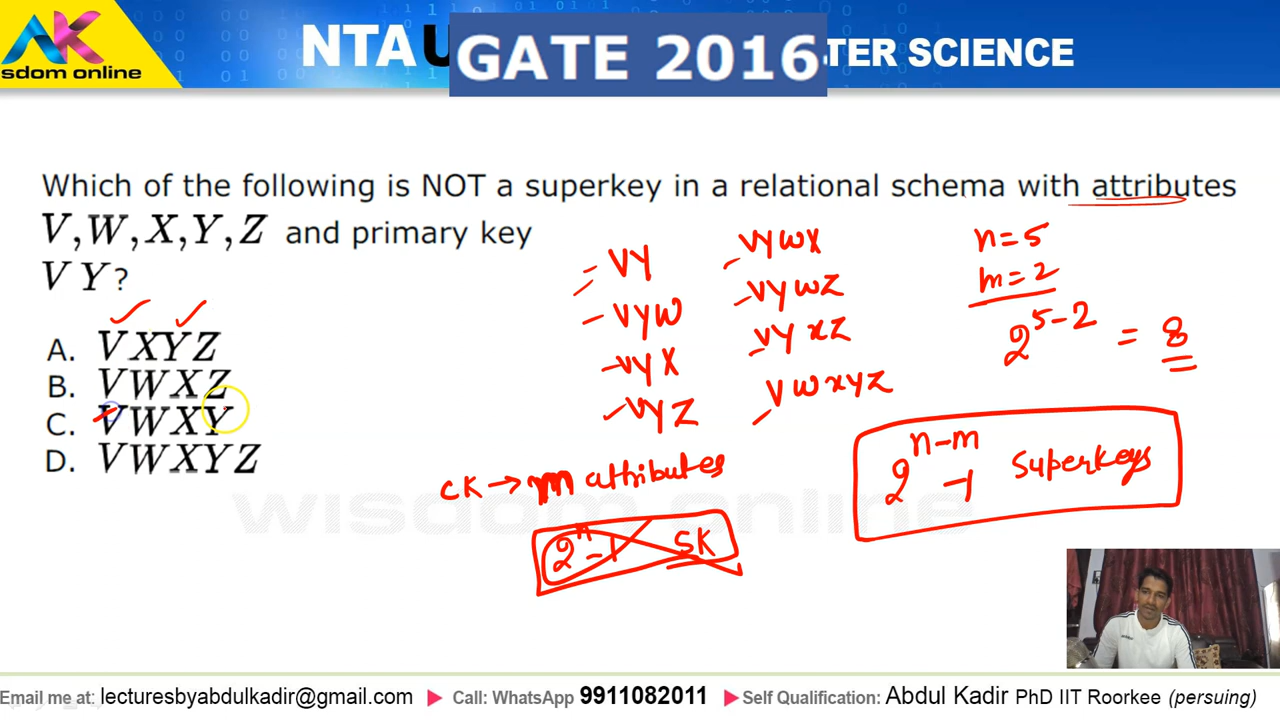 AK
sdom online
NTA U
GATE 2016
TER SCIENCE
Which of the following is NOT a superkey in a relational schema with attributes
V, W, X, Y, Z and primary key
V Y?
A. VXYZ
B. VWXZ
C. VWXY
D. VWXYZ
VY
VYW
VYX
VYZ
VYWX
VYWZ
VYXZ
VWXYZ
n=5
m=2
2^5-2 = 8
CK → m attributes
2^n - 1 SK
2^n-m -1 Superkeys
wisdom online
Email me at: lecturesbyabdulkadir@gmail.com ▶ Call: WhatsApp 9911082011 ▶ Self Qualification: Abdul Kadir PhD IIT Roorkee (persuing)